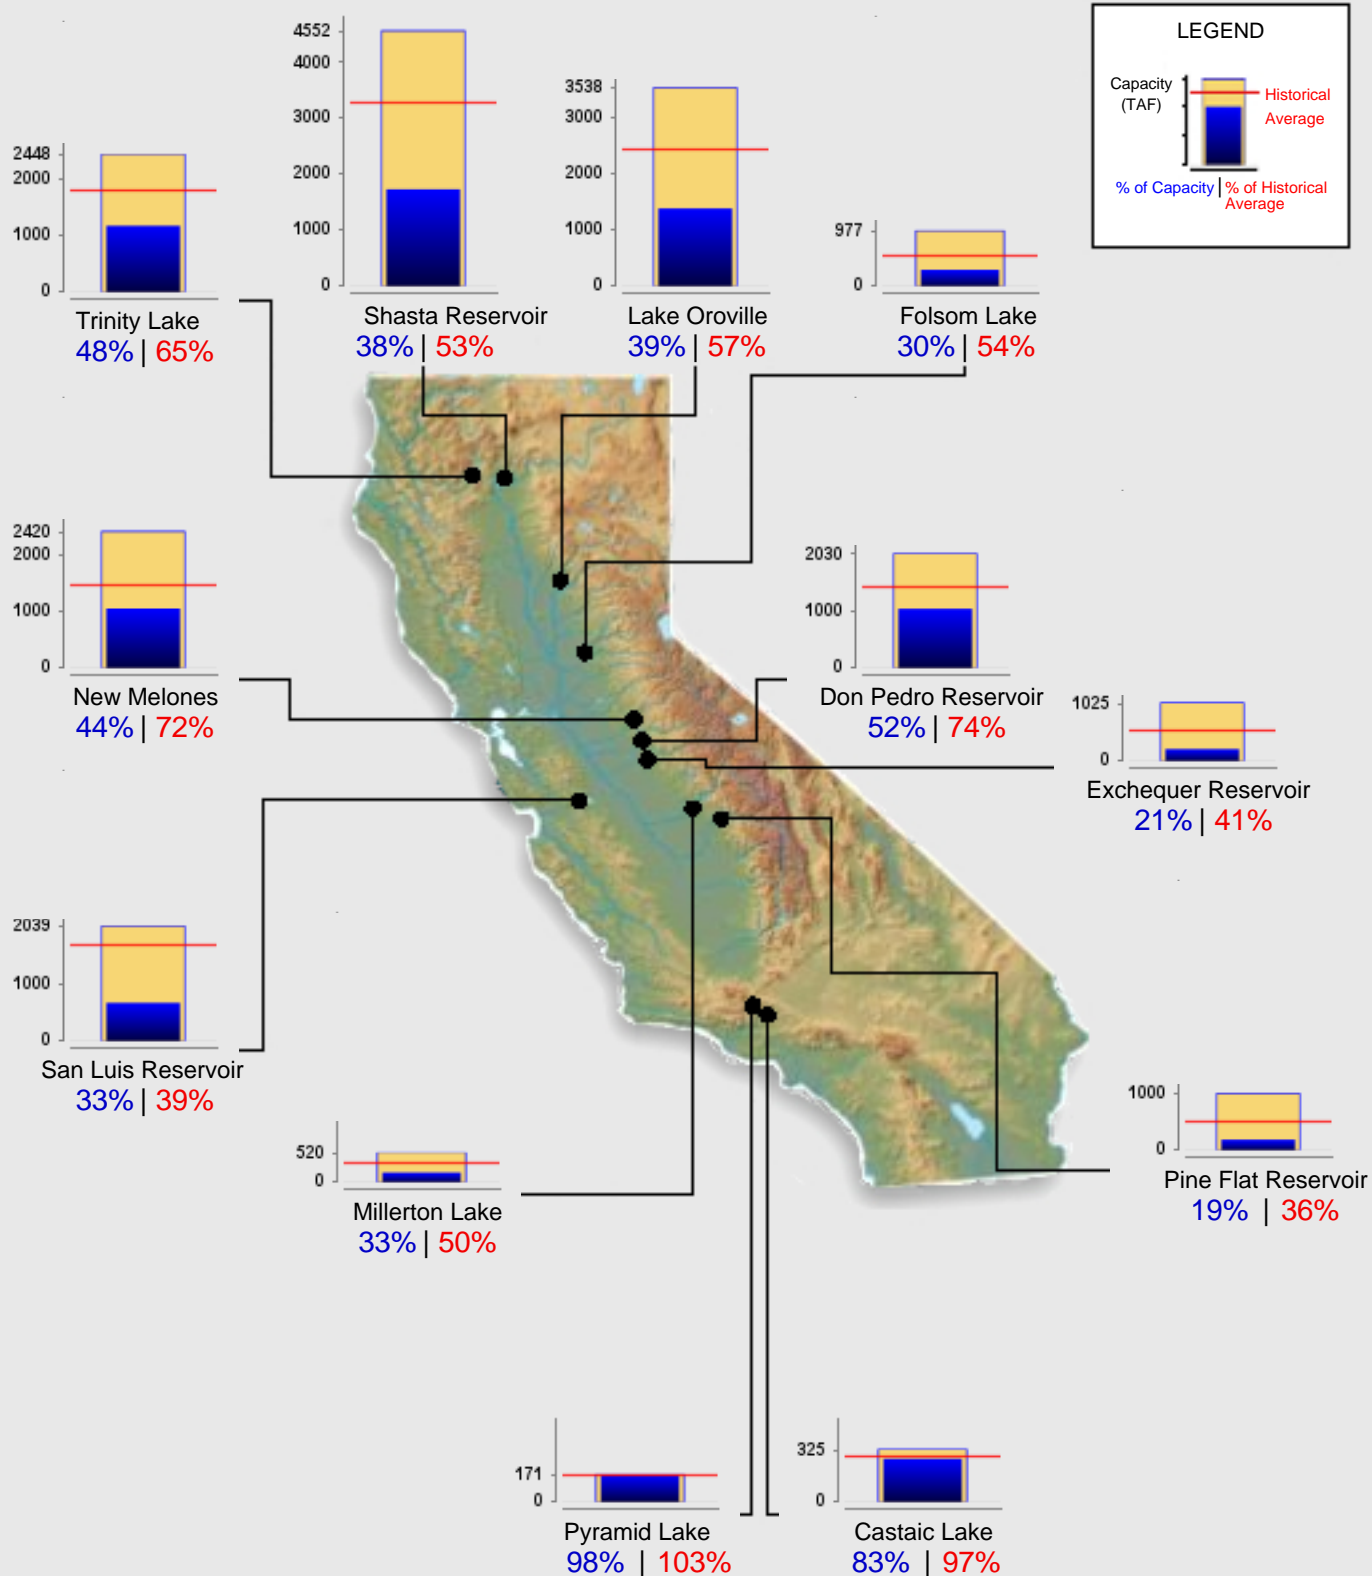 LEGEND
Capacity
(TAF)
Historical
Average
% of Capacity | % of Historical
Average
4552
4000
3000
2000
1000
0
Shasta Reservoir
38% | 53%
3538
3000
2000
1000
0
Lake Oroville
39% | 57%
2448
2000
1000
0
Trinity Lake
48% | 65%
977
0
Folsom Lake
30% | 54%
2420
2000
1000
0
New Melones
44% | 72%
2030
1000
0
Don Pedro Reservoir
52% | 74%
1025
0
Exchequer Reservoir
21% | 41%
2039
1000
0
San Luis Reservoir
33% | 39%
520
0
Millerton Lake
33% | 50%
1000
0
Pine Flat Reservoir
19% | 36%
171
0
Pyramid Lake
98% | 103%
325
0
Castaic Lake
83% | 97%